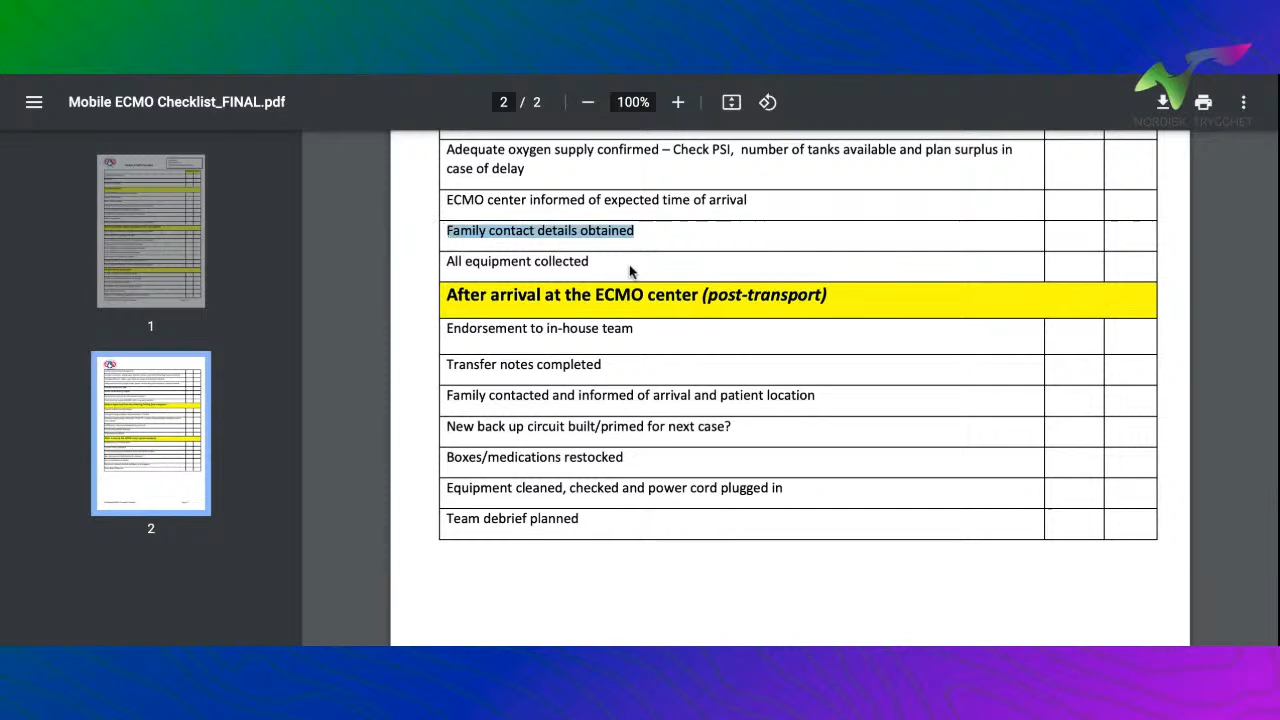 Mobile ECMO Checklist_FINAL.pdf
2 / 2
100%
NORDISK TRYGGHET
Adequate oxygen supply confirmed – Check PSI,  number of tanks available and plan surplus in
case of delay
ECMO center informed of expected time of arrival
Family contact details obtained
All equipment collected
After arrival at the ECMO center (post-transport)
Endorsement to in-house team
Transfer notes completed
Family contacted and informed of arrival and patient location
New back up circuit built/primed for next case?
Boxes/medications restocked
Equipment cleaned, checked and power cord plugged in
Team debrief planned
1
2